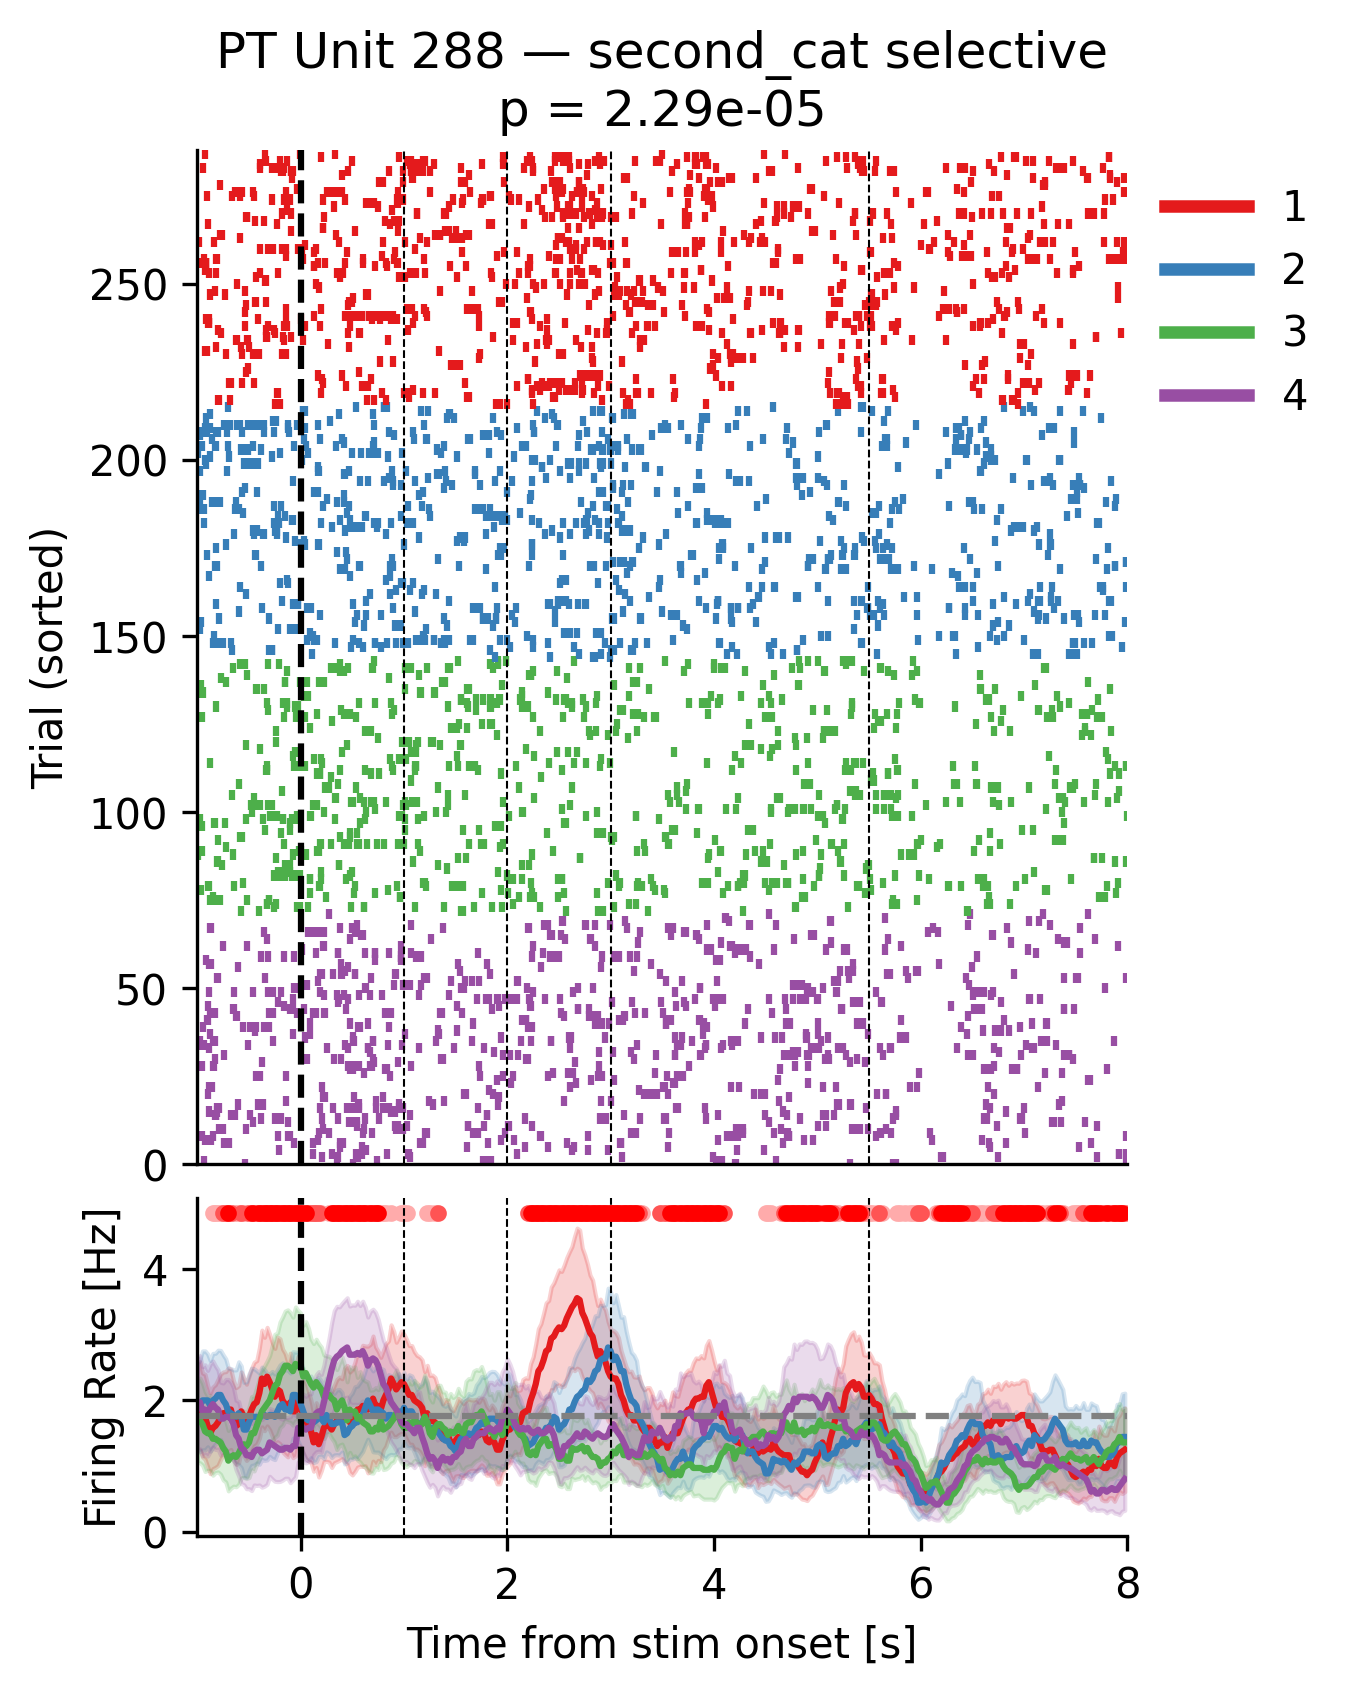 PT Unit 288 — second_cat selective
p = 2.29e-05
1
2
3
4
250
200
150
100
50
0
Trial (sorted)
4
2
0
Firing Rate [Hz]
0 2 4 6 8
Time from stim onset [s]